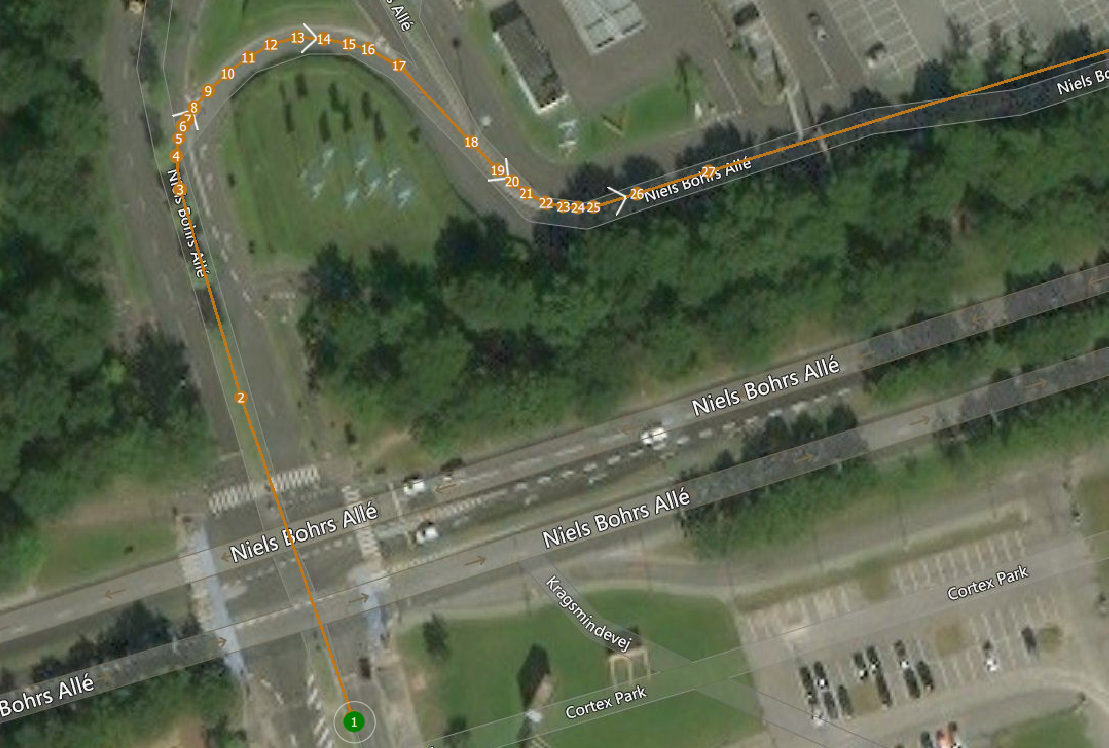 s Allé
13
14
12
15
16
11
17
10
9
8
7
6
5
4
3
Niels Bohrs Allé
18
19
20
21
22
23
24
25
26
27
Niels Bohrs Allé
Niels Bo
2
Niels Bohrs Allé
Niels Bohrs Allé
Niels Bohrs Allé
Bohrs Allé
Kragsmindevej
Cortex Park
Cortex Park
1